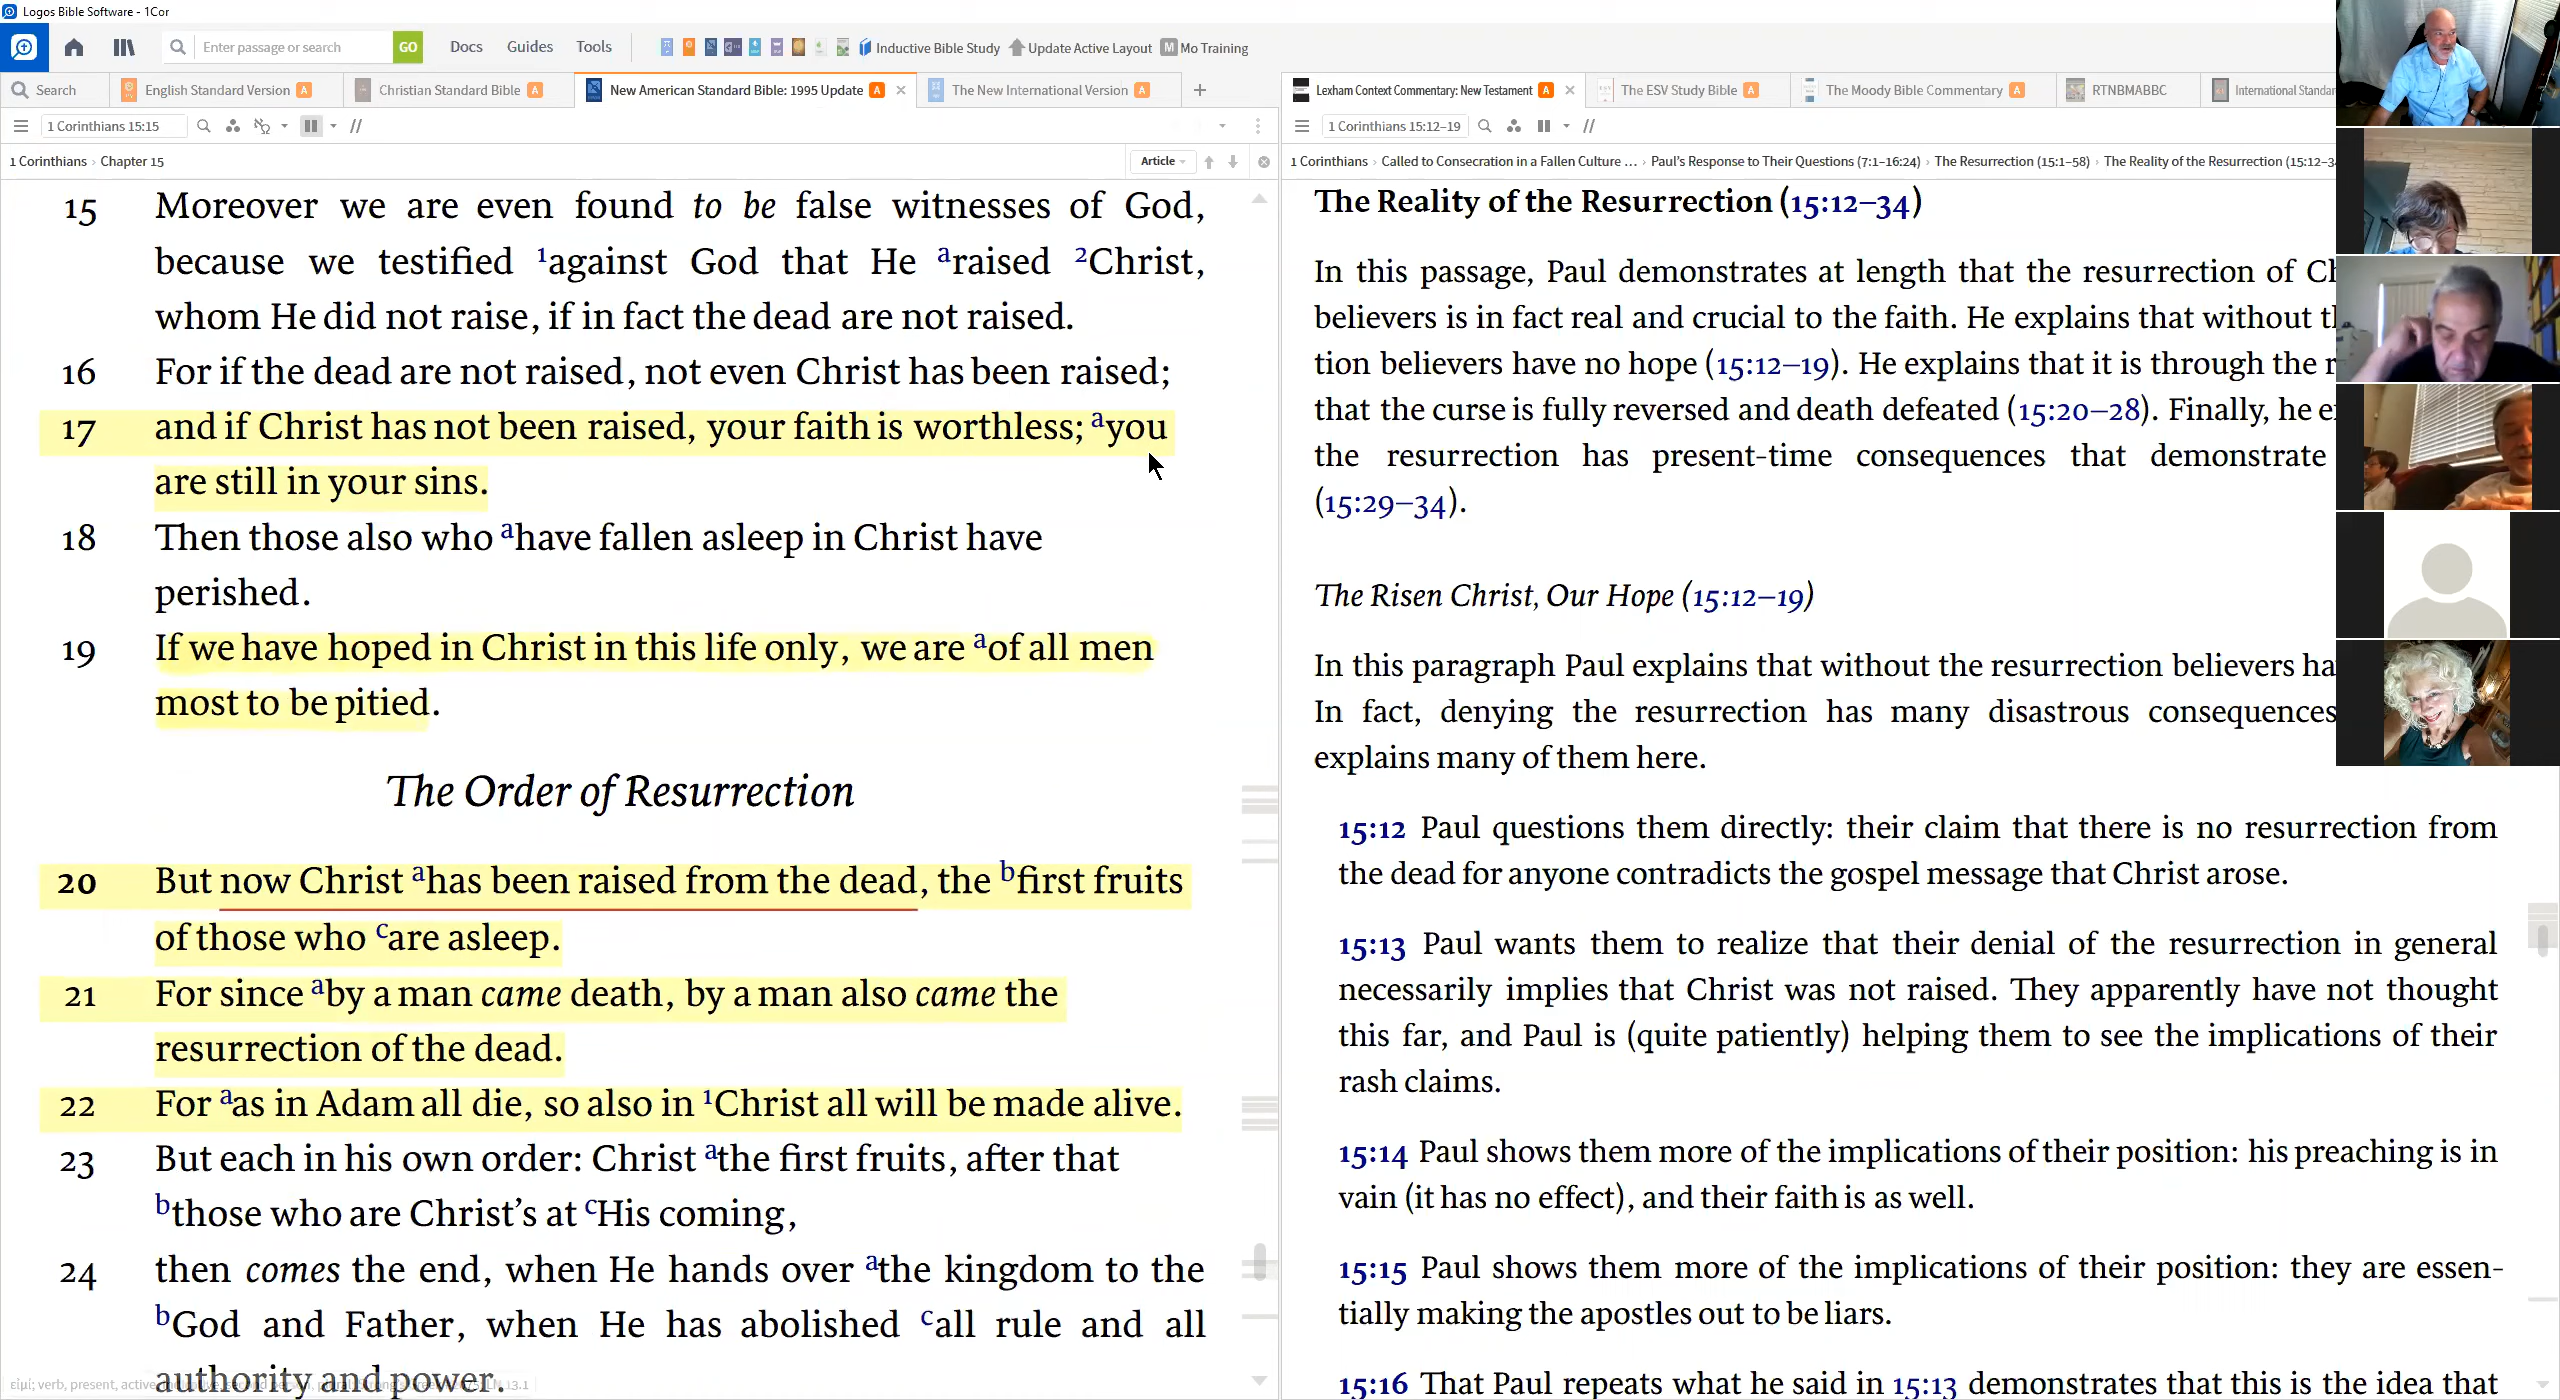 Logos Bible Software - 1Cor
Enter passage or search
GO
Docs
Guides
Tools
Inductive Bible Study
Update Active Layout
M Mo Training
Search
English Standard Version A
Christian Standard Bible A
New American Standard Bible: 1995 Update A
The New International Version A
Lexham Context Commentary: New Testament A
The ESV Study Bible A
The Moody Bible Commentary A
RTNBMABBC
International Standar
1 Corinthians 15:15
1 Corinthians 15:12–19
1 Corinthians › Chapter 15
Article
1 Corinthians › Called to Consecration in a Fallen Culture ... › Paul's Response to Their Questions (7:1–16:24) › The Resurrection (15:1–58) › The Reality of the Resurrection (15:12–3
15 Moreover we are even found to be false witnesses of God,
because we testified 1against God that He araised 2Christ,
whom He did not raise, if in fact the dead are not raised.
16 For if the dead are not raised, not even Christ has been raised;
17 and if Christ has not been raised, your faith is worthless; ayou
are still in your sins.
18 Then those also who ahave fallen asleep in Christ have
perished.
19 If we have hoped in Christ in this life only, we are aof all men
most to be pitied.
The Order of Resurrection
20 But now Christ ahas been raised from the dead, the bfirst fruits
of those who care asleep.
21 For since aby a man came death, by a man also came the
resurrection of the dead.
22 For aas in Adam all die, so also in 1Christ all will be made alive.
23 But each in his own order: Christ athe first fruits, after that
bthose who are Christ's at cHis coming,
24 then comes the end, when He hands over athe kingdom to the
bGod and Father, when He has abolished call rule and all
authority and power.
εἰμί; verb, present, active
13.1
The Reality of the Resurrection (15:12–34)
In this passage, Paul demonstrates at length that the resurrection of Ch
believers is in fact real and crucial to the faith. He explains that without t
tion believers have no hope (15:12–19). He explains that it is through the r
that the curse is fully reversed and death defeated (15:20–28). Finally, he e
the resurrection has present-time consequences that demonstrate
(15:29–34).
The Risen Christ, Our Hope (15:12–19)
In this paragraph Paul explains that without the resurrection believers ha
In fact, denying the resurrection has many disastrous consequences
explains many of them here.
15:12 Paul questions them directly: their claim that there is no resurrection from
the dead for anyone contradicts the gospel message that Christ arose.
15:13 Paul wants them to realize that their denial of the resurrection in general
necessarily implies that Christ was not raised. They apparently have not thought
this far, and Paul is (quite patiently) helping them to see the implications of their
rash claims.
15:14 Paul shows them more of the implications of their position: his preaching is in
vain (it has no effect), and their faith is as well.
15:15 Paul shows them more of the implications of their position: they are essen-
tially making the apostles out to be liars.
15:16 That Paul repeats what he said in 15:13 demonstrates that this is the idea that